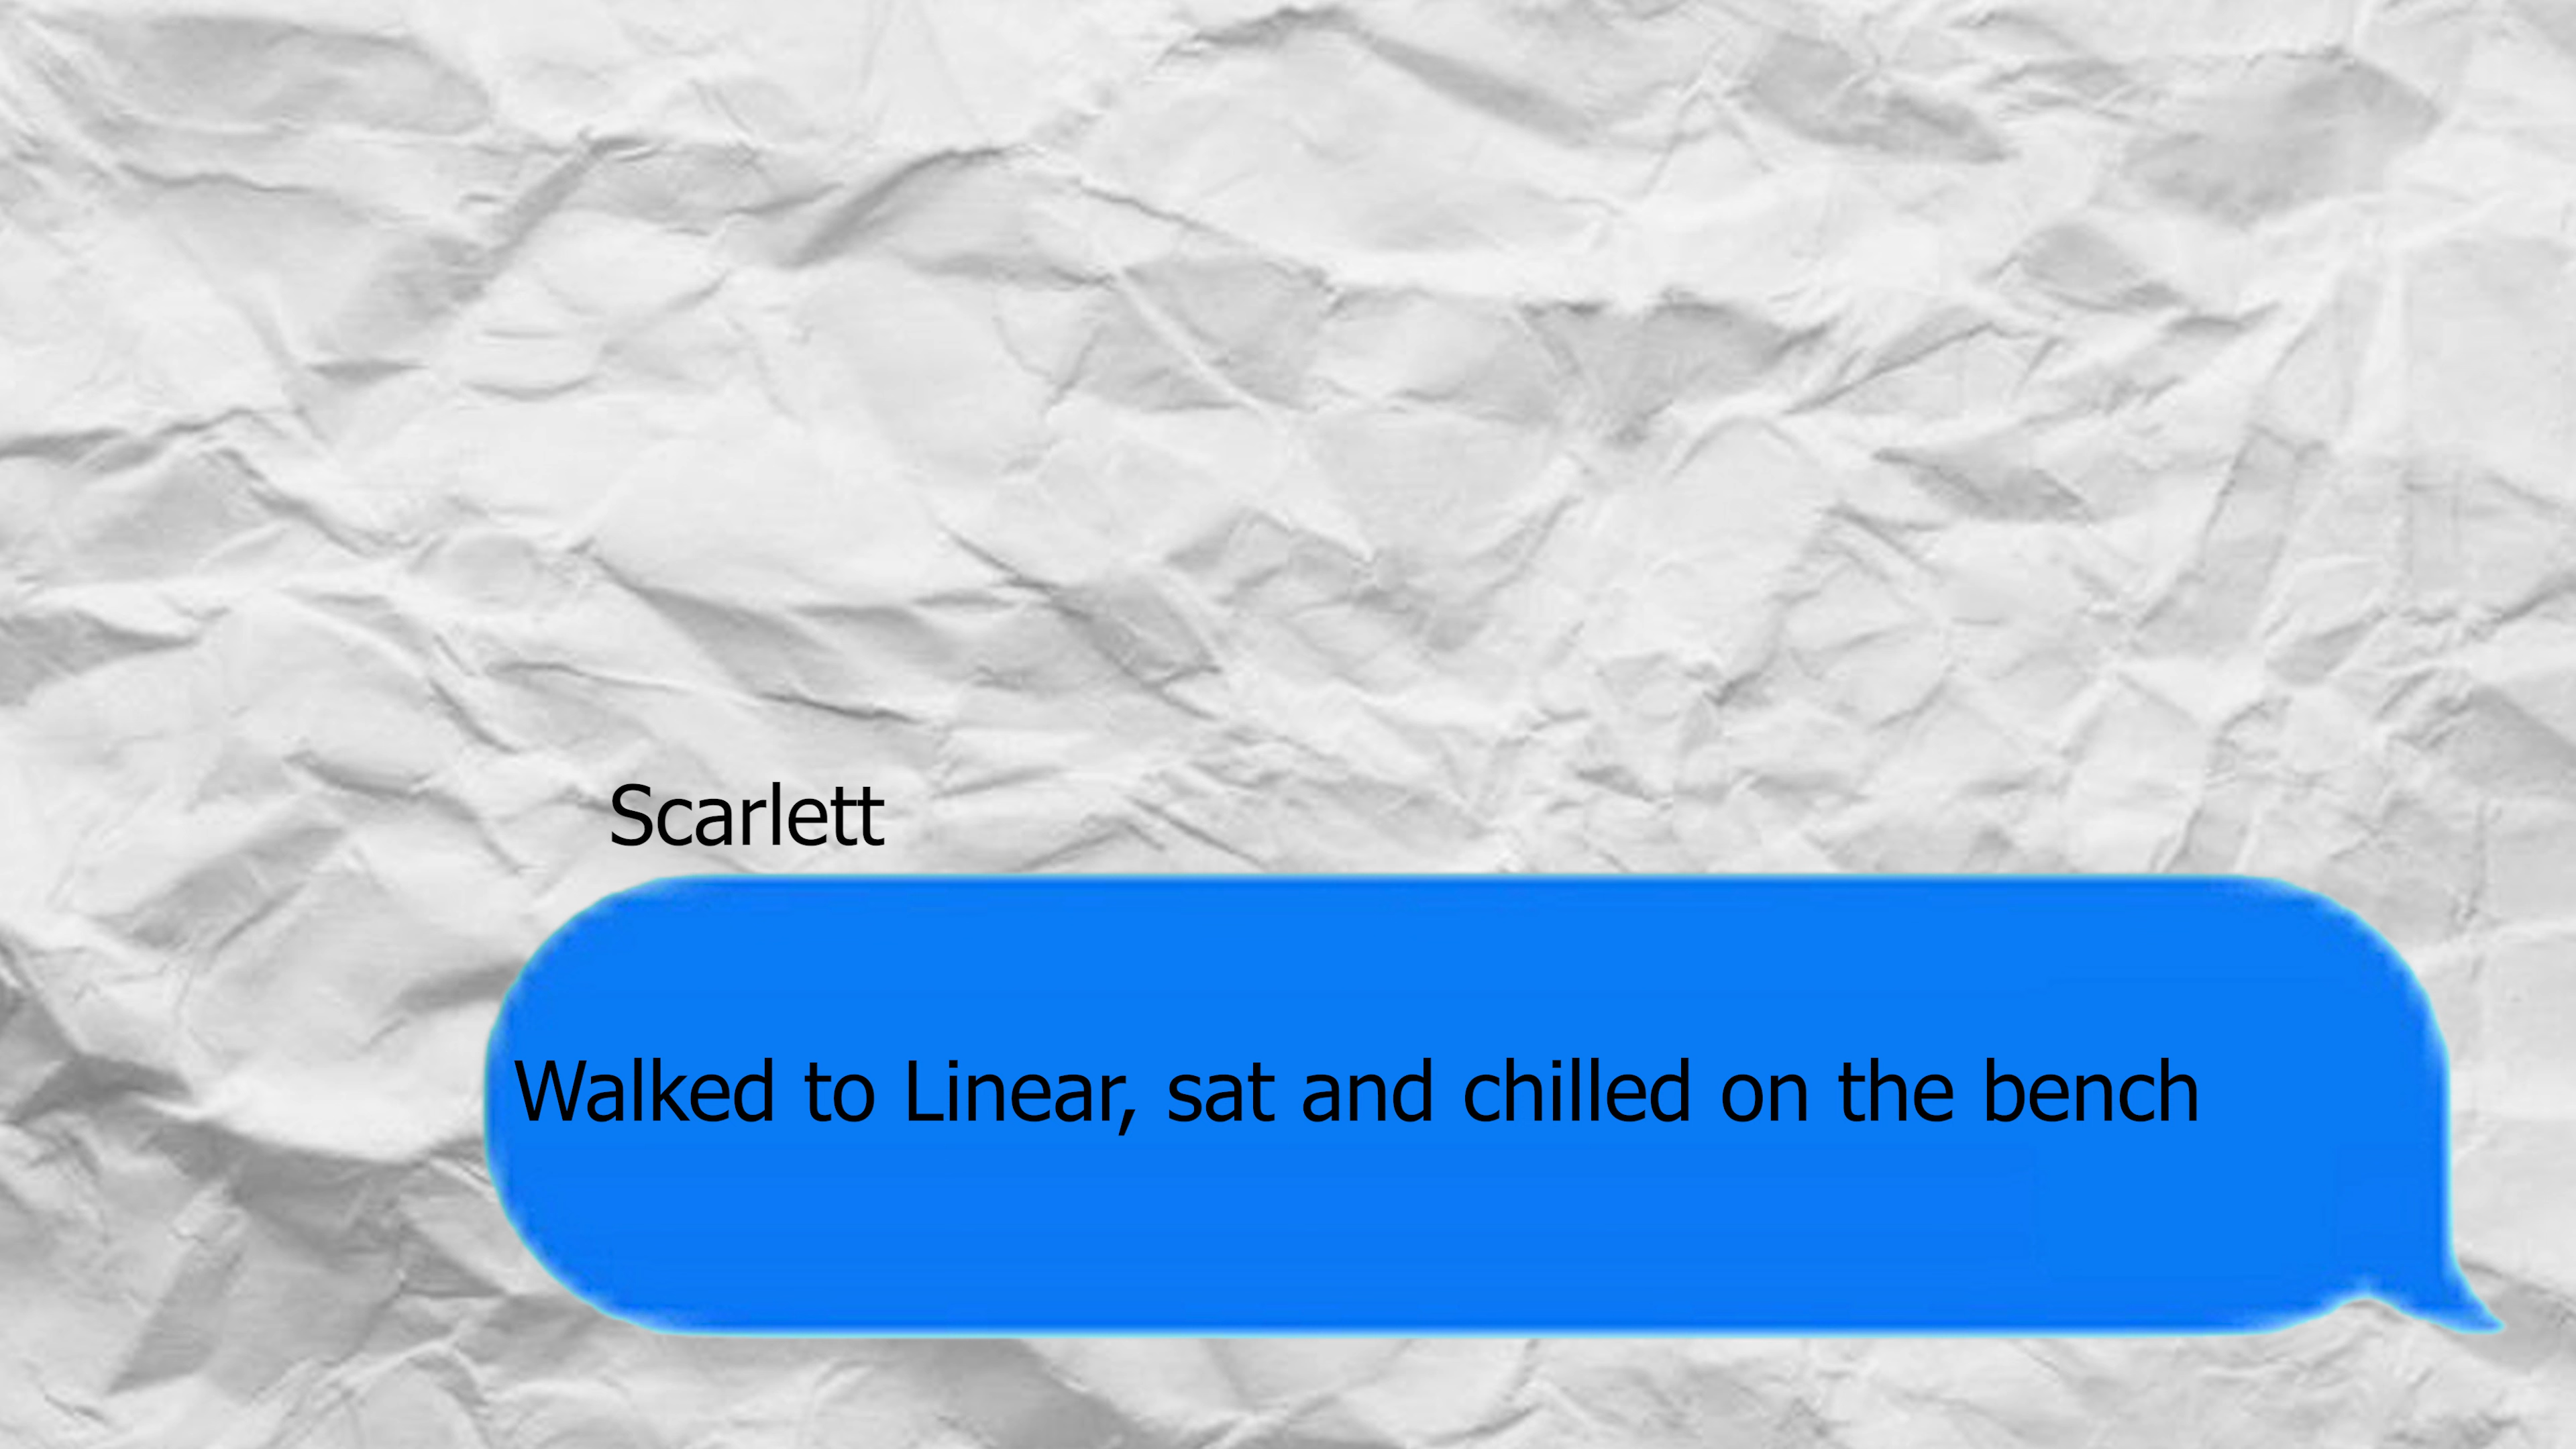 Scarlett
Walked to Linear, sat and chilled on the bench